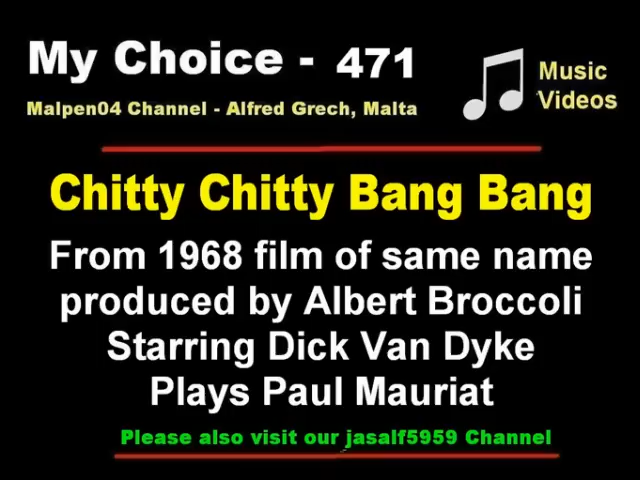 My Choice - 471
Music
Videos
Malpen04 Channel - Alfred Grech, Malta
Chitty Chitty Bang Bang
From 1968 film of same name
produced by Albert Broccoli
Starring Dick Van Dyke
Plays Paul Mauriat
Please also visit our jasalf5959 Channel